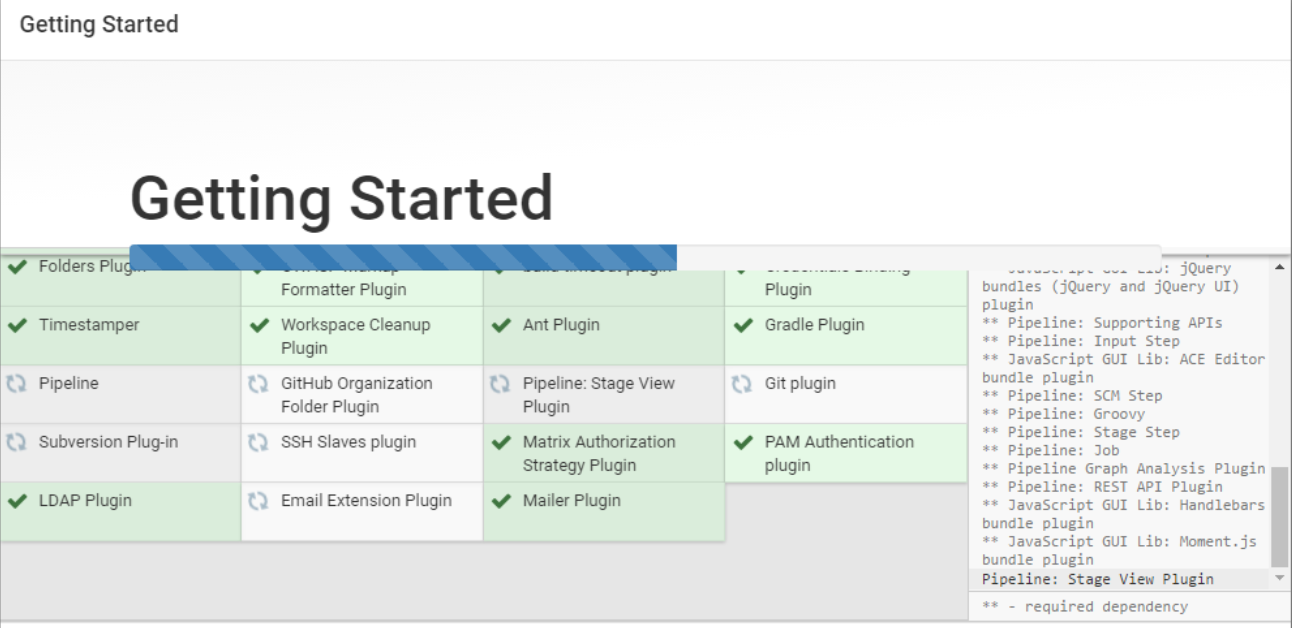 Getting Started
Getting Started
Folders Plugin
Formatter Plugin
build timeout plugin
Credentials Binding
Plugin
Timestamper
Workspace Cleanup
Plugin
Ant Plugin
Gradle Plugin
Pipeline
GitHub Organization
Folder Plugin
Pipeline: Stage View
Plugin
Git plugin
Subversion Plug-in
SSH Slaves plugin
Matrix Authorization
Strategy Plugin
PAM Authentication
plugin
LDAP Plugin
Email Extension Plugin
Mailer Plugin
JavaScript GUI Lib: jQuery
bundles (jQuery and jQuery UI)
plugin
** Pipeline: Supporting APIs
** Pipeline: Input Step
** JavaScript GUI Lib: ACE Editor
bundle plugin
** Pipeline: SCM Step
** Pipeline: Groovy
** Pipeline: Stage Step
** Pipeline: Job
** Pipeline Graph Analysis Plugin
** Pipeline: REST API Plugin
** JavaScript GUI Lib: Handlebars
bundle plugin
** JavaScript GUI Lib: Moment.js
bundle plugin
Pipeline: Stage View Plugin
** - required dependency